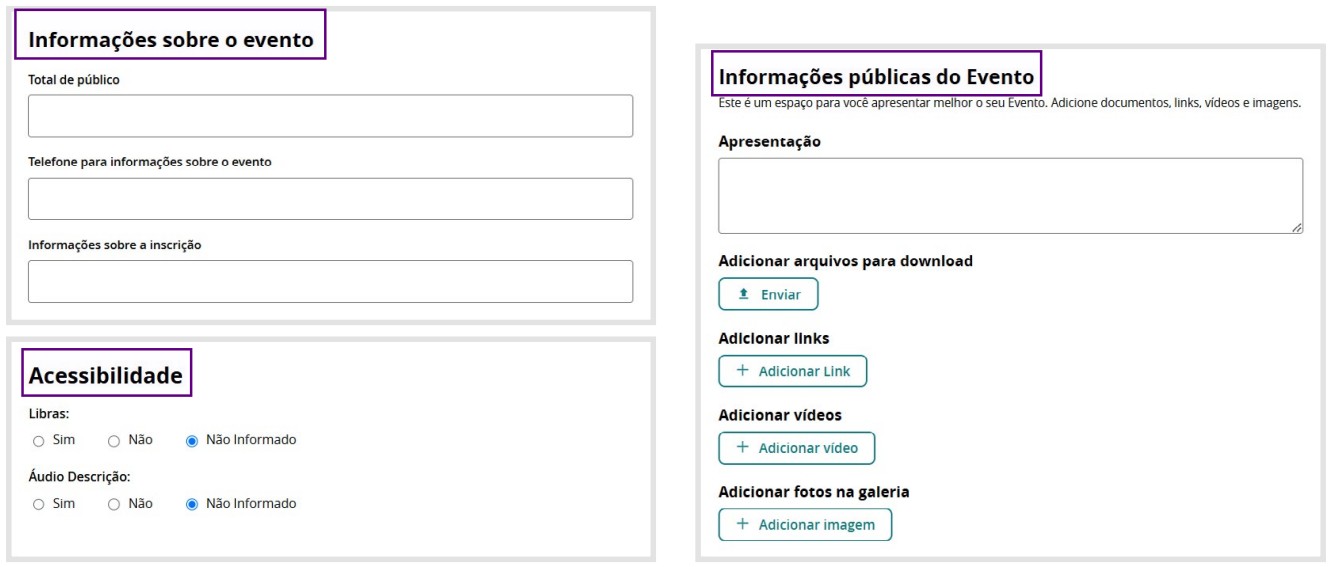 Informações sobre o evento
Total de público
Telefone para informações sobre o evento
Informações sobre a inscrição
Acessibilidade
Libras:
Sim Não Não Informado
Áudio Descrição:
Sim Não Não Informado
Informações públicas do Evento
Este é um espaço para você apresentar melhor o seu Evento. Adicione documentos, links, vídeos e imagens.
Apresentação
Adicionar arquivos para download
Enviar
Adicionar links
+ Adicionar Link
Adicionar vídeos
+ Adicionar vídeo
Adicionar fotos na galeria
+ Adicionar imagem